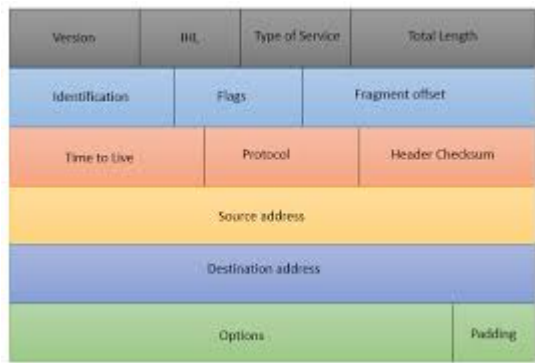 Version IHL Type of Service Total Length
Identification Flags Fragment offset
Time to Live Protocol Header Checksum
Source address
Destination address
Options Padding